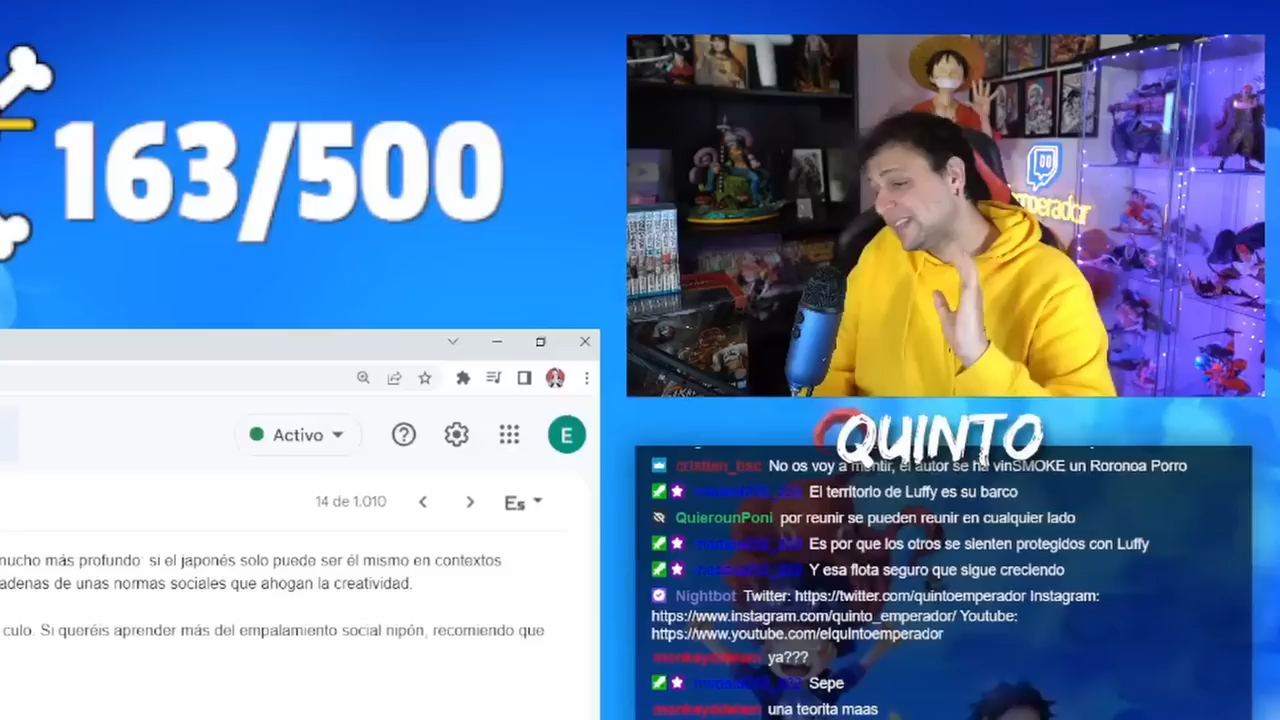 163/500
Activo
E
14 de 1.010
Es
mucho más profundo: si el japonés solo puede ser él mismo en contextos
adenas de unas normas sociales que ahogan la creatividad.
culo. Si queréis aprender más del empalamiento social nipón, recomiendo que
mperador
QUINTO
cristian_bsc No os voy a mentir, el autor se ha vinSMOKE un Roronoa Porro
El territorio de Luffy es su barco
QuierounPoni por reunir se pueden reunir en cualquier lado
Es por que los otros se sienten protegidos con Luffy
Y esa flota seguro que sigue creciendo
Nightbot Twitter: https://twitter.com/quintoemperador Instagram:
https://www.instagram.com/quinto_emperador/ Youtube:
https://www.youtube.com/elquintoemperador
ya???
Sepe
una teorita maas